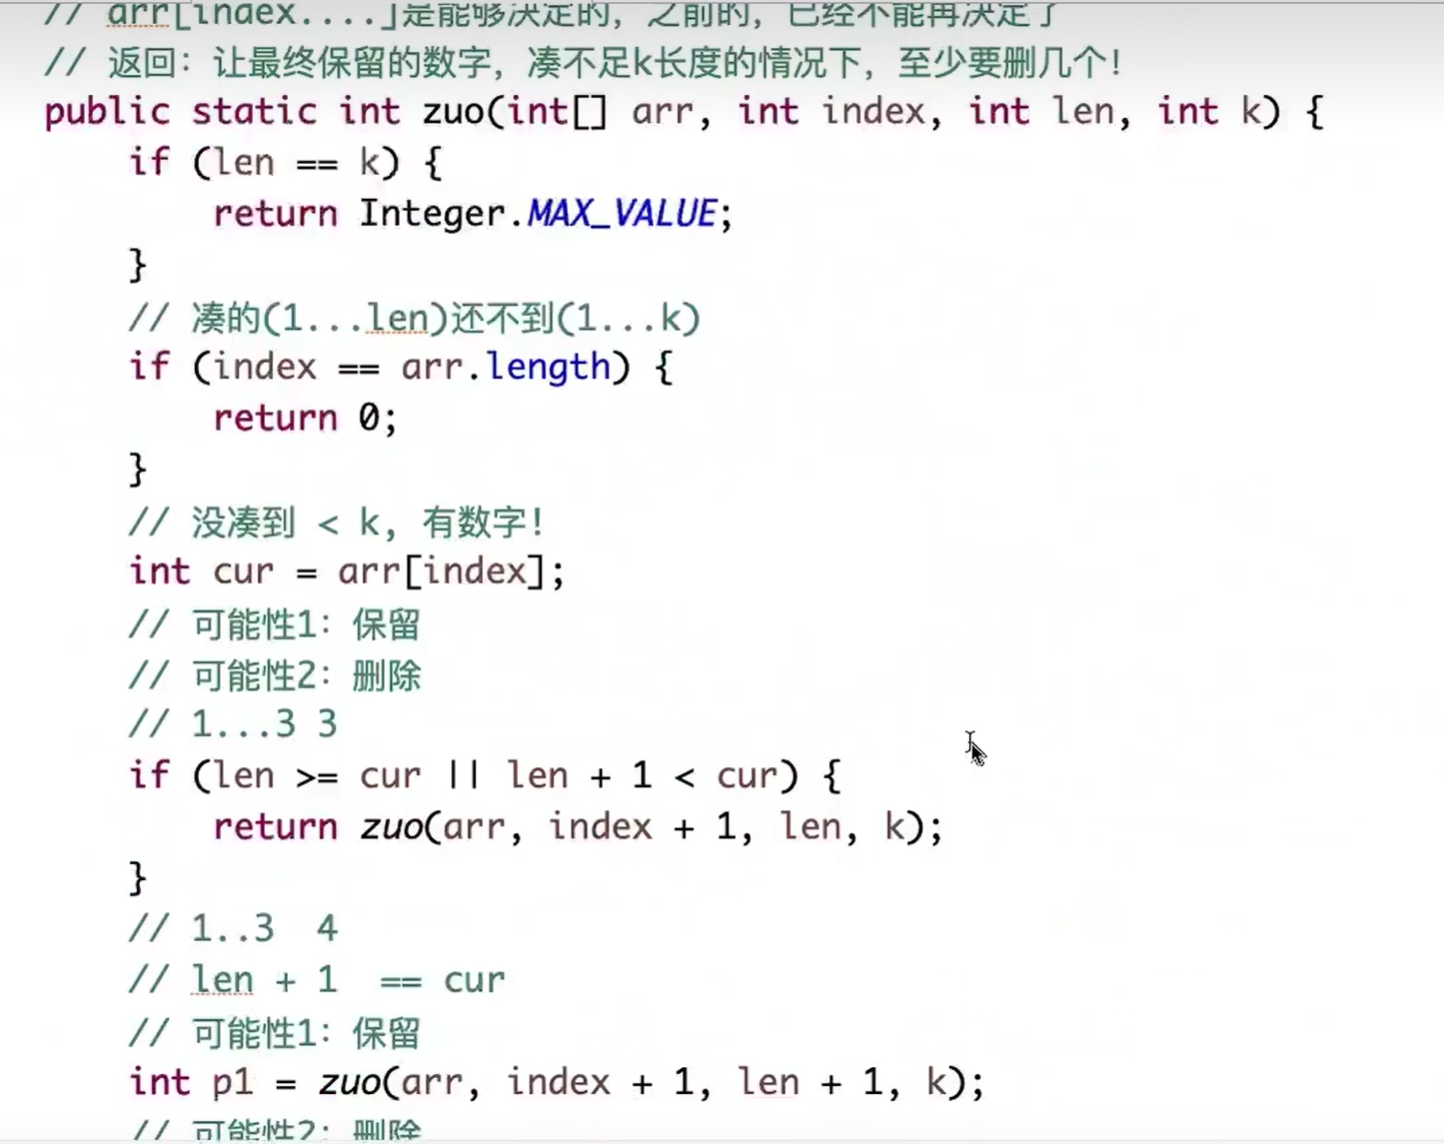 // arr[index....]是能够决定的，之前的，已经不能再决定了
// 返回：让最终保留的数字，凑不足k长度的情况下，至少要删几个！
public static int zuo(int[] arr, int index, int len, int k) {
if (len == k) {
return Integer.MAX_VALUE;
}
// 凑的(1...len)还不到(1...k)
if (index == arr.length) {
return 0;
}
// 没凑到 < k，有数字！
int cur = arr[index];
// 可能性1：保留
// 可能性2：删除
// 1...3 3
if (len >= cur || len + 1 < cur) {
return zuo(arr, index + 1, len, k);
}
// 1..3  4
// len + 1  == cur
// 可能性1：保留
int p1 = zuo(arr, index + 1, len + 1, k);
// 可能性2：删除